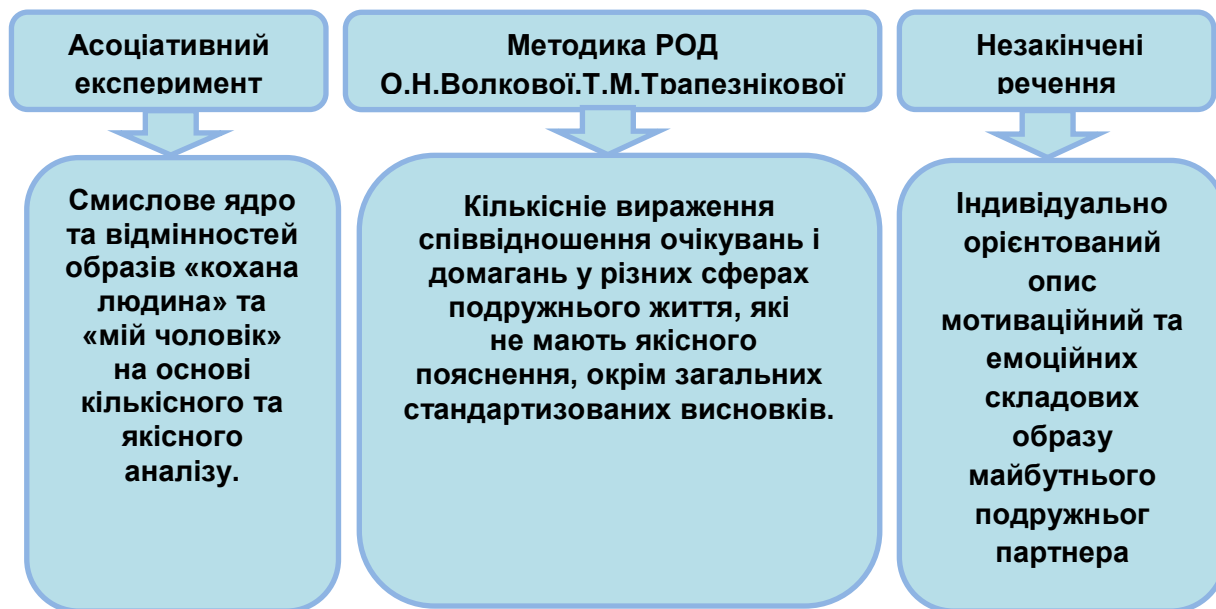 Асоціативний
експеримент
Смислове ядро
та відмінностей
образів «кохана
людина» та
«мій чоловік»
на основі
кількісного та
якісного
аналізу.
Методика РОД
О.Н.Волкової.Т.М.Трапезнікової
Кількісніе вираження
співвідношення очікувань і
домагань у різних сферах
подружнього життя, які
не мають якісного
пояснення, окрім загальних
стандартизованих висновків.
Незакінчені
речення
Індивідуально
орієнтований
опис
мотиваційний та
емоційних
складових
образу
майбутнього
подружньог
партнера